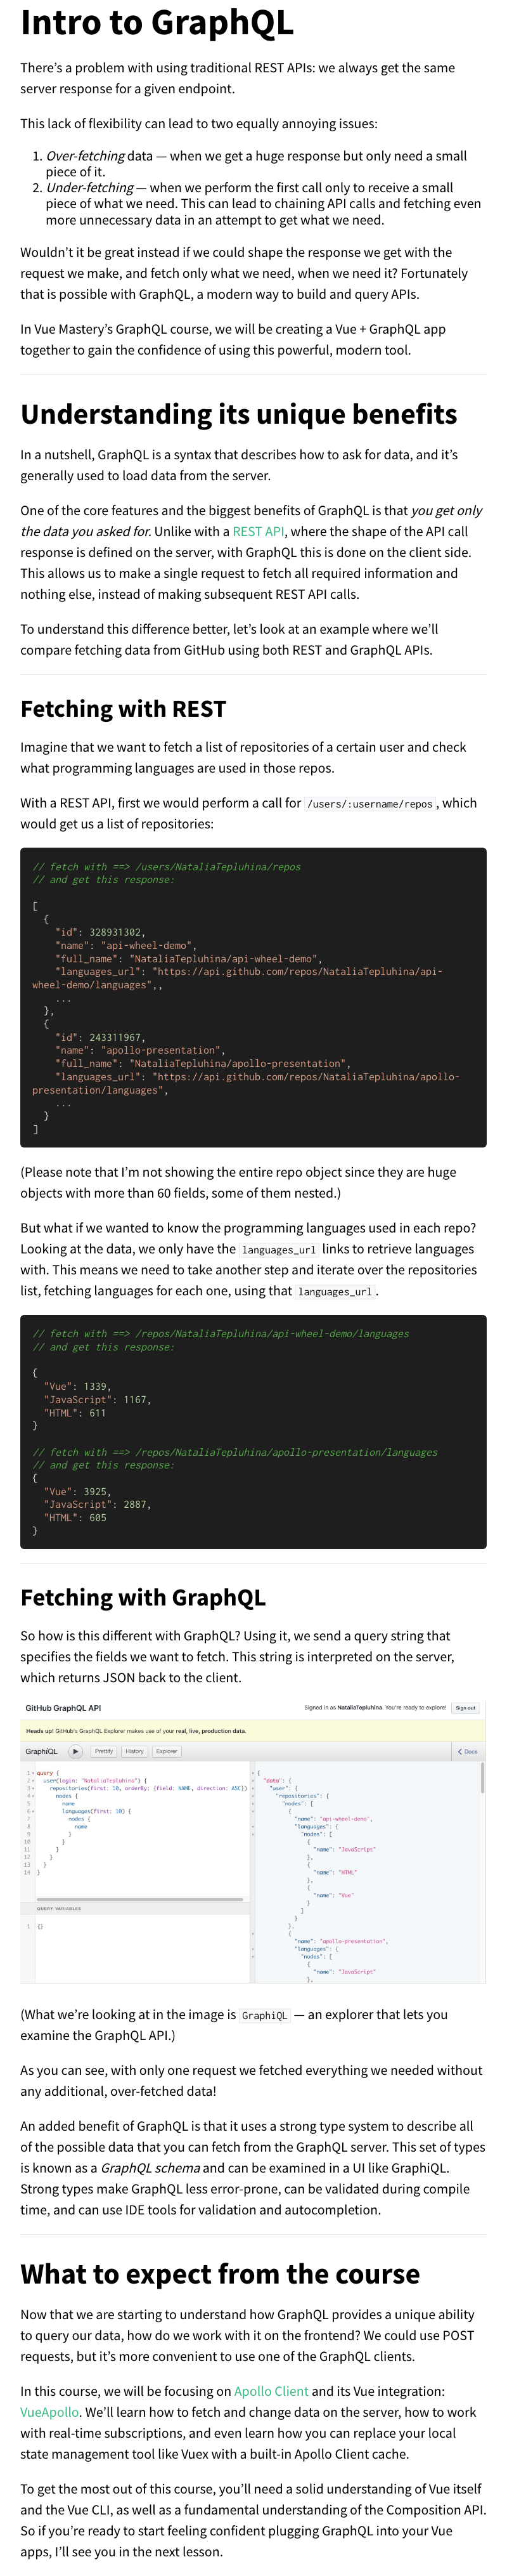 Intro to GraphQL
There's a problem with using traditional REST APIs: we always get the same
server response for a given endpoint.
This lack of flexibility can lead to two equally annoying issues:
1. Over-fetching data — when we get a huge response but only need a small
piece of it.
2. Under-fetching — when we perform the first call only to receive a small
piece of what we need. This can lead to chaining API calls and fetching even
more unnecessary data in an attempt to get what we need.
Wouldn't it be great instead if we could shape the response we get with the
request we make, and fetch only what we need, when we need it? Fortunately
that is possible with GraphQL, a modern way to build and query APIs.
In Vue Mastery's GraphQL course, we will be creating a Vue + GraphQL app
together to gain the confidence of using this powerful, modern tool.
Understanding its unique benefits
In a nutshell, GraphQL is a syntax that describes how to ask for data, and it's
generally used to load data from the server.
One of the core features and the biggest benefits of GraphQL is that you get only
the data you asked for. Unlike with a REST API, where the shape of the API call
response is defined on the server, with GraphQL this is done on the client side.
This allows us to make a single request to fetch all required information and
nothing else, instead of making subsequent REST API calls.
To understand this difference better, let's look at an example where we'll
compare fetching data from GitHub using both REST and GraphQL APIs.
Fetching with REST
Imagine that we want to fetch a list of repositories of a certain user and check
what programming languages are used in those repos.
With a REST API, first we would perform a call for /users/:username/repos, which
would get us a list of repositories:
// fetch with ==> /users/NataliaTepluhina/repos
// and get this response:
[
{
"id": 328931302,
"name": "api-wheel-demo",
"full_name": "NataliaTepluhina/api-wheel-demo",
"languages_url": "https://api.github.com/repos/NataliaTepluhina/api-
wheel-demo/languages",,
...
},
{
"id": 243311967,
"name": "apollo-presentation",
"full_name": "NataliaTepluhina/apollo-presentation",
"languages_url": "https://api.github.com/repos/NataliaTepluhina/apollo-
presentation/languages",
...
}
]
(Please note that I'm not showing the entire repo object since they are huge
objects with more than 60 fields, some of them nested.)
But what if we wanted to know the programming languages used in each repo?
Looking at the data, we only have the languages_url links to retrieve languages
with. This means we need to take another step and iterate over the repositories
list, fetching languages for each one, using that languages_url.
// fetch with ==> /repos/NataliaTepluhina/api-wheel-demo/languages
// and get this response:
{
"Vue": 1339,
"JavaScript": 1167,
"HTML": 611
}
// fetch with ==> /repos/NataliaTepluhina/apollo-presentation/languages
// and get this response:
{
"Vue": 3925,
"JavaScript": 2887,
"HTML": 605
}
Fetching with GraphQL
So how is this different with GraphQL? Using it, we send a query string that
specifies the fields we want to fetch. This string is interpreted on the server,
which returns JSON back to the client.
GitHub GraphQL API
Signed in as NataliaTepluhina. You're ready to explore!
Sign out
Heads up! GitHub's GraphQL Explorer makes use of your real, live, production data.
GraphiQL
Prettify
History
Explorer
< Docs
1 query {
2 user(login: "NataliaTepluhina") {
3 repositories(first: 10, orderBy: {field: NAME, direction: ASC}) {
4 nodes {
5 name
6 languages(first: 10) {
7 nodes {
8 name
9 }
10 }
11 }
12 }
13 }
14 }
QUERY VARIABLES
1 {}
{
"data": {
"user": {
"repositories": {
"nodes": [
{
"name": "api-wheel-demo",
"languages": {
"nodes": [
{
"name": "JavaScript"
},
{
"name": "HTML"
},
{
"name": "Vue"
}
]
}
},
{
"name": "apollo-presentation",
"languages": {
"nodes": [
{
"name": "JavaScript"
},
(What we're looking at in the image is GraphiQL — an explorer that lets you
examine the GraphQL API.)
As you can see, with only one request we fetched everything we needed without
any additional, over-fetched data!
An added benefit of GraphQL is that it uses a strong type system to describe all
of the possible data that you can fetch from the GraphQL server. This set of types
is known as a GraphQL schema and can be examined in a UI like GraphiQL.
Strong types make GraphQL less error-prone, can be validated during compile
time, and can use IDE tools for validation and autocompletion.
What to expect from the course
Now that we are starting to understand how GraphQL provides a unique ability
to query our data, how do we work with it on the frontend? We could use POST
requests, but it's more convenient to use one of the GraphQL clients.
In this course, we will be focusing on Apollo Client and its Vue integration:
VueApollo. We'll learn how to fetch and change data on the server, how to work
with real-time subscriptions, and even learn how you can replace your local
state management tool like Vuex with a built-in Apollo Client cache.
To get the most out of this course, you'll need a solid understanding of Vue itself
and the Vue CLI, as well as a fundamental understanding of the Composition API.
So if you're ready to start feeling confident plugging GraphQL into your Vue
apps, I'll see you in the next lesson.